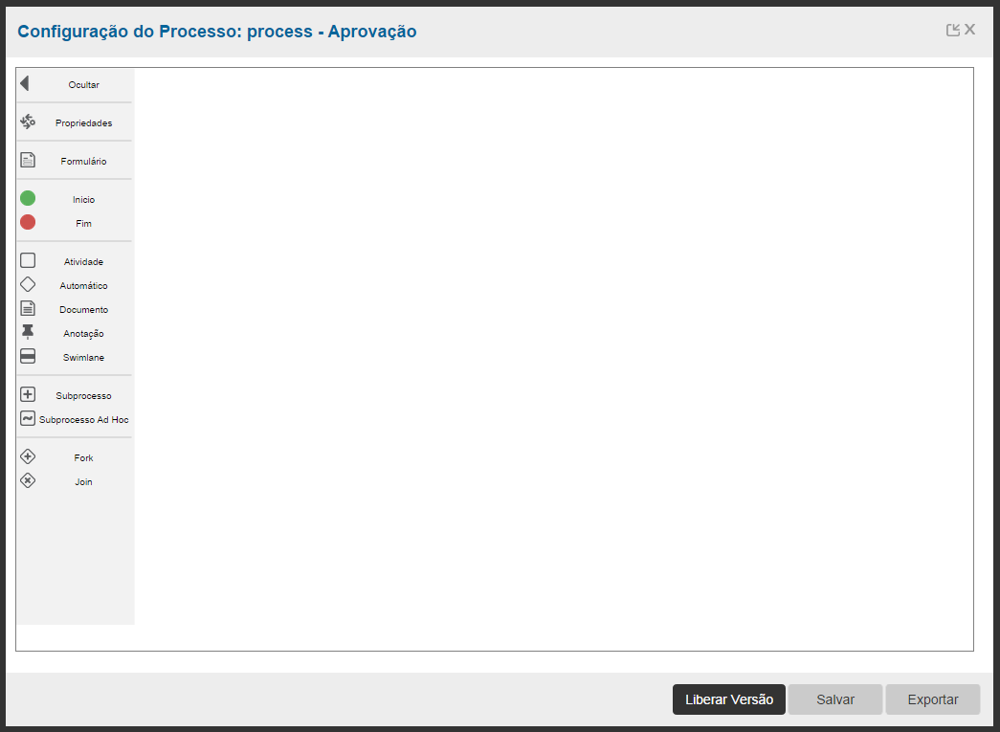 Configuração do Processo: process - Aprovação
Ocultar
Propriedades
Formulário
Inicio
Fim
Atividade
Automático
Documento
Anotação
Swimlane
Subprocesso
Subprocesso Ad Hoc
Fork
Join
Liberar Versão
Salvar
Exportar